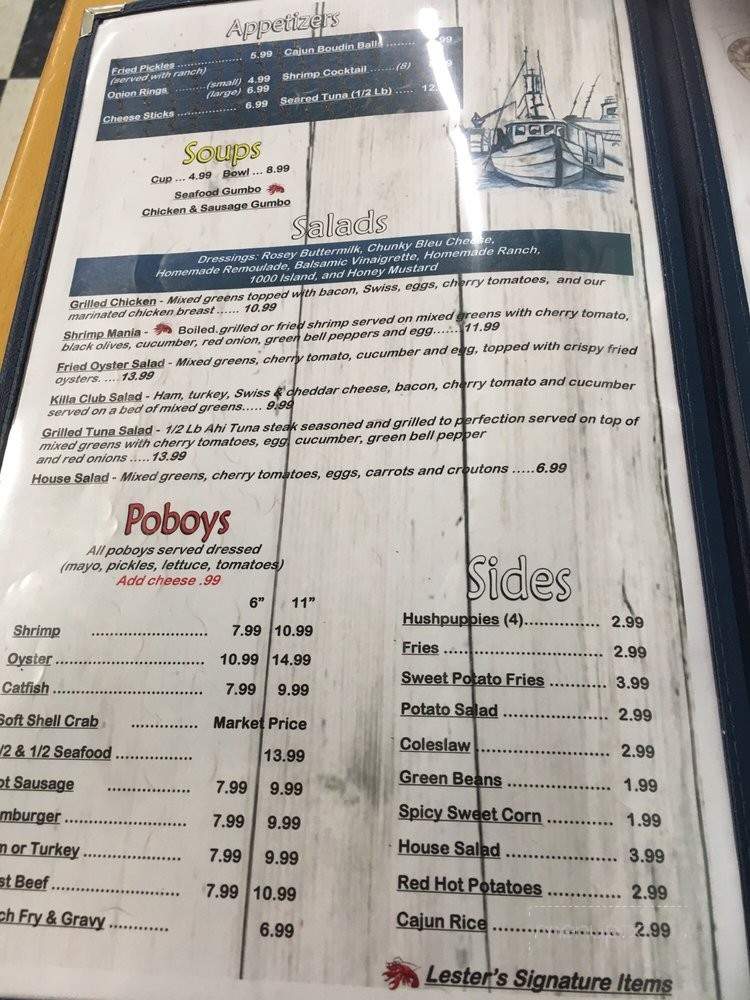 Appetizers
Fried Pickles .................. 5.99
(served with ranch)
Onion Rings .........(small) 4.99
(large) 6.99
Cheese Sticks ................ 6.99
Cajun Boudin Balls ........ 99
Shrimp Cocktail ........(8) 9
Seared Tuna (1/2 Lb) ..... 12.
Soups
Cup ... 4.99 Bowl ... 8.99
Seafood Gumbo
Chicken & Sausage Gumbo
Salads
Dressings: Rosey Buttermilk, Chunky Bleu Cheese,
Homemade Remoulade, Balsamic Vinaigrette, Homemade Ranch,
1000 Island, and Honey Mustard
Grilled Chicken - Mixed greens topped with bacon, Swiss, eggs, cherry tomatoes, and our
marinated chicken breast ...... 10.99
Shrimp Mania - Boiled.grilled or fried shrimp served on mixed greens with cherry tomato,
black olives, cucumber, red onion, green bell peppers and egg.......11.99
Fried Oyster Salad - Mixed greens, cherry tomato, cucumber and egg, topped with crispy fried
oysters. ....13.99
Killa Club Salad - Ham, turkey, Swiss & cheddar cheese, bacon, cherry tomato and cucumber
served on a bed of mixed greens..... 9.99
Grilled Tuna Salad - 1/2 Lb Ahi Tuna steak seasoned and grilled to perfection served on top of
mixed greens with cherry tomatoes, egg, cucumber, green bell pepper
and red onions .....13.99
House Salad - Mixed greens, cherry tomatoes, eggs, carrots and croutons .....6.99
Poboys
All poboys served dressed
(mayo, pickles, lettuce, tomatoes)
Add cheese .99
6" 11"
Shrimp .......................... 7.99 10.99
Oyster ................................. 10.99 14.99
Catfish ................................. 7.99 9.99
Soft Shell Crab ............... Market Price
/2 & 1/2 Seafood ................. 13.99
ot Sausage .................. 7.99 9.99
mburger ........................... 7.99 9.99
m or Turkey ..................... 7.99 9.99
st Beef ............................ 7.99 10.99
ch Fry & Gravy ............ 6.99
Sides
Hushpuppies (4)................. 2.99
Fries .................................... 2.99
Sweet Potato Fries ............. 3.99
Potato Salad ........................ 2.99
Coleslaw .............................. 2.99
Green Beans ........................ 1.99
Spicy Sweet Corn ................ 1.99
House Salad ......................... 3.99
Red Hot Potatoes ................ 2.99
Cajun Rice ............................ 2.99
Lester's Signature Items